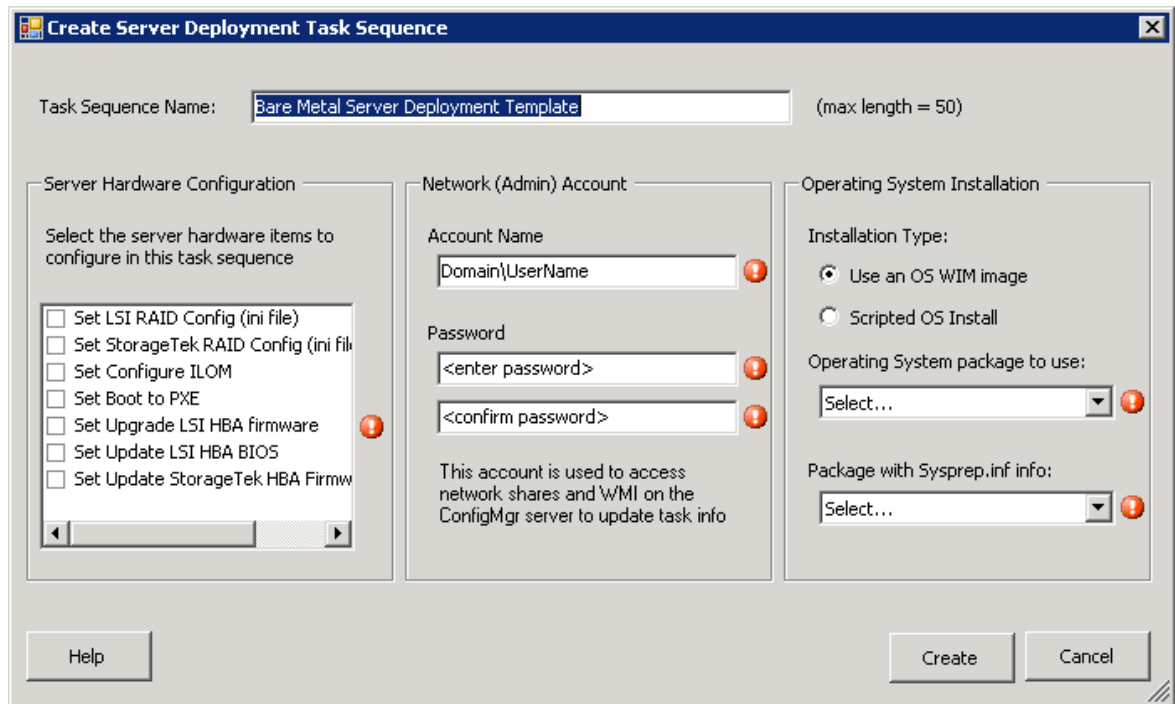 Create Server Deployment Task Sequence
Task Sequence Name:
Bare Metal Server Deployment Template
(max length = 50)
Server Hardware Configuration
Select the server hardware items to
configure in this task sequence
Set LSI RAID Config (ini file)
Set StorageTek RAID Config (ini fil
Set Configure ILOM
Set Boot to PXE
Set Upgrade LSI HBA firmware
Set Update LSI HBA BIOS
Set Update StorageTek HBA Firmw
Network (Admin) Account
Account Name
Domain\UserName
Password
<enter password>
<confirm password>
This account is used to access
network shares and WMI on the
ConfigMgr server to update task info
Operating System Installation
Installation Type:
Use an OS WIM image
Scripted OS Install
Operating System package to use:
Select...
Package with Sysprep.inf info:
Select...
Help
Create
Cancel